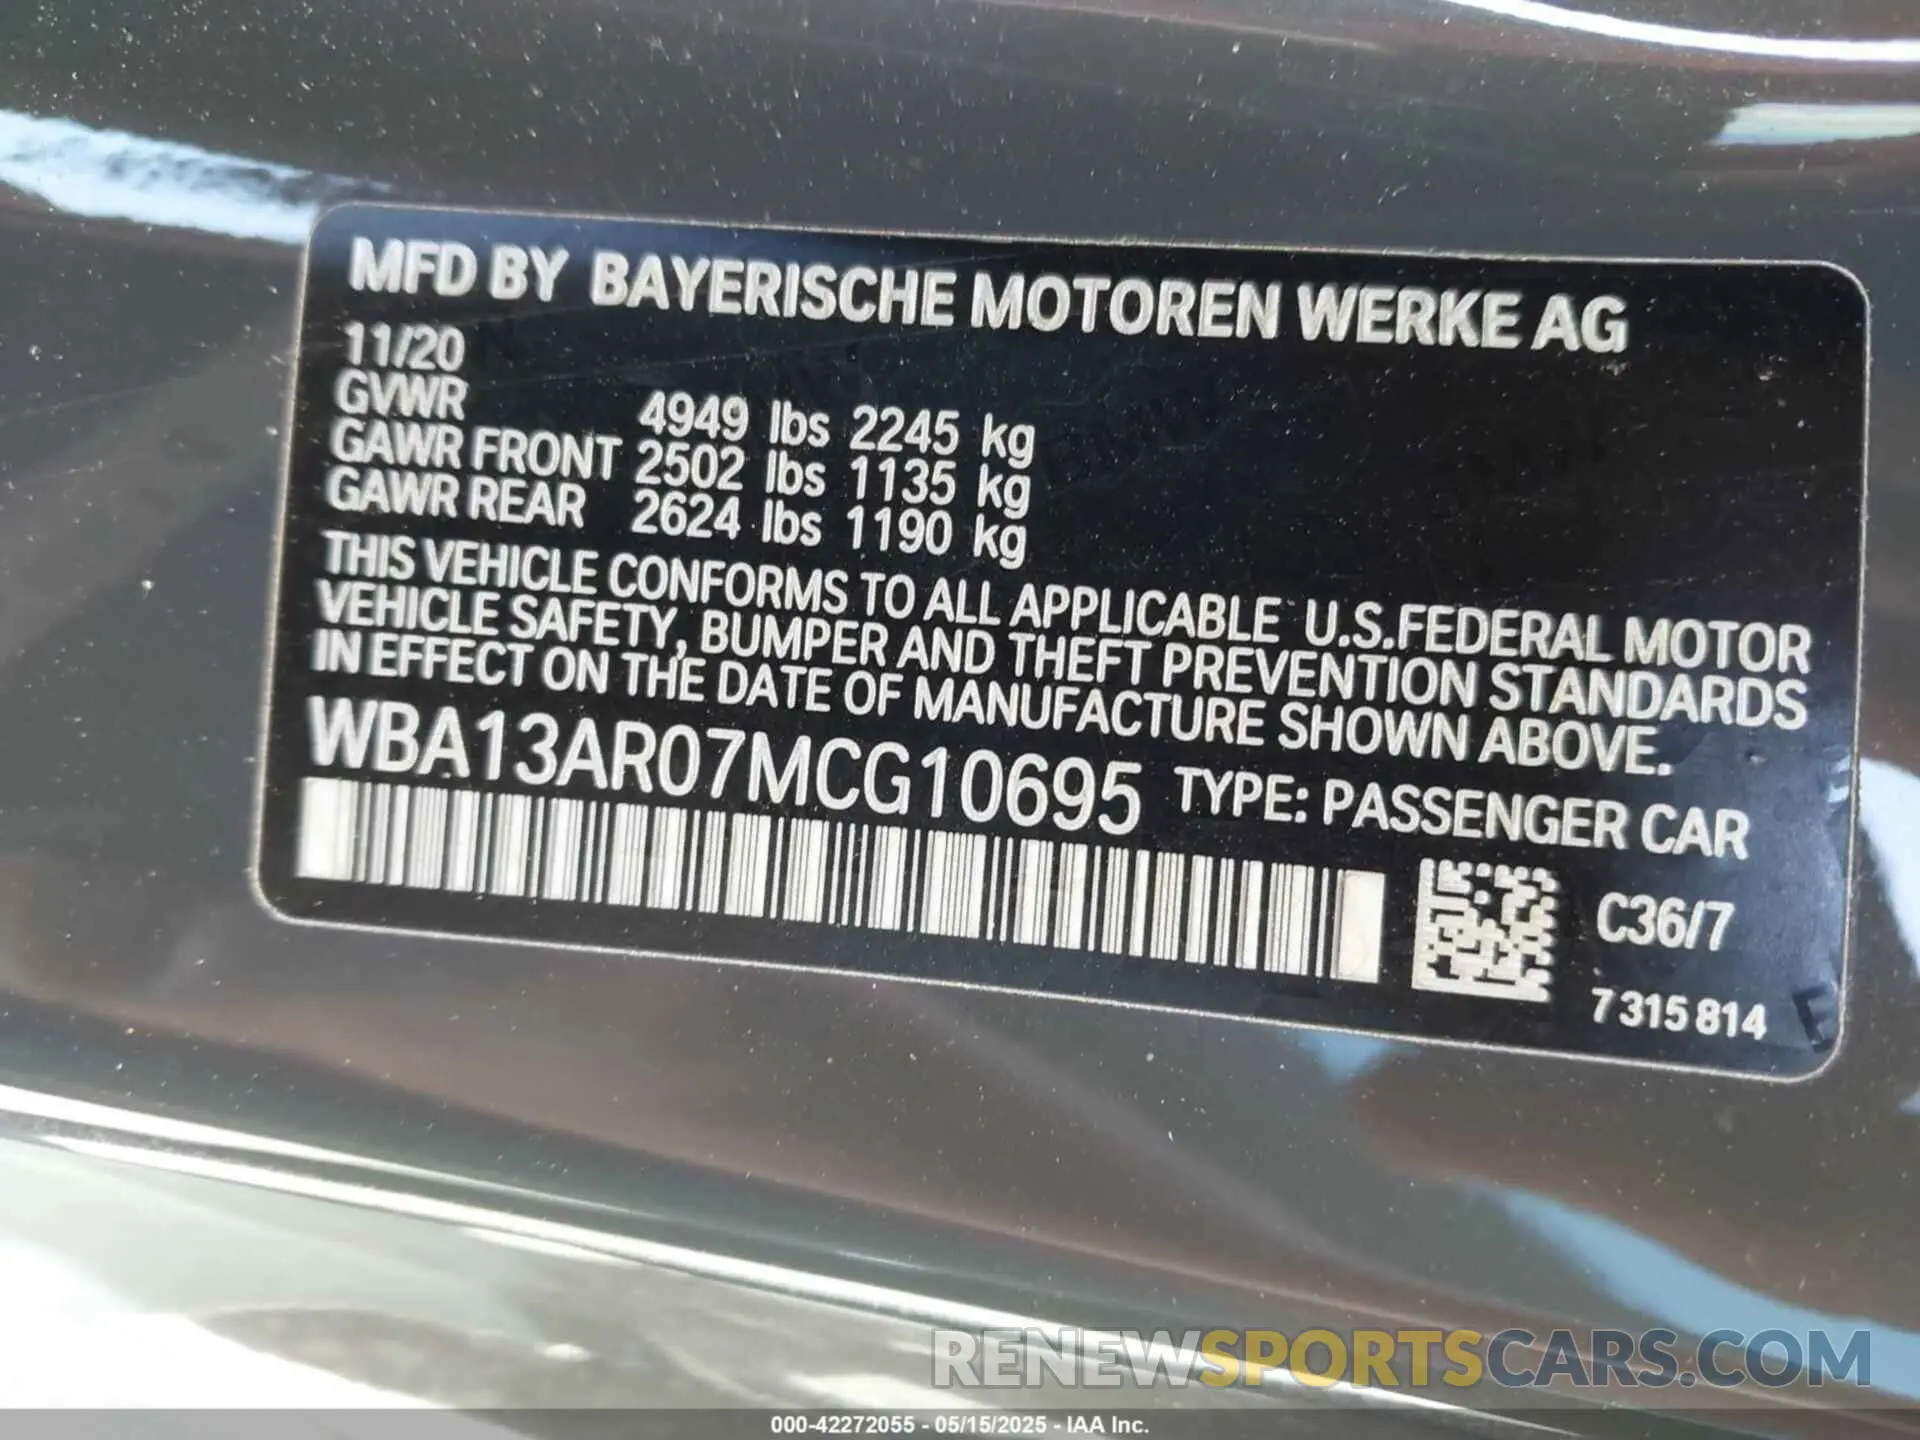 MFD BY BAYERISCHE MOTOREN WERKE AG
11/20
GVWR 4949 lbs 2245 kg
GAWR FRONT 2502 lbs 1135 kg
GAWR REAR 2624 lbs 1190 kg
THIS VEHICLE CONFORMS TO ALL APPLICABLE U.S.FEDERAL MOTOR
VEHICLE SAFETY, BUMPER AND THEFT PREVENTION STANDARDS
IN EFFECT ON THE DATE OF MANUFACTURE SHOWN ABOVE.
WBA13AR07MCG10695 TYPE: PASSENGER CAR
C36/7
7 315 814
RENEWSPORTSCARS.COM
000-42272055 - 05/15/2025 - IAA Inc.